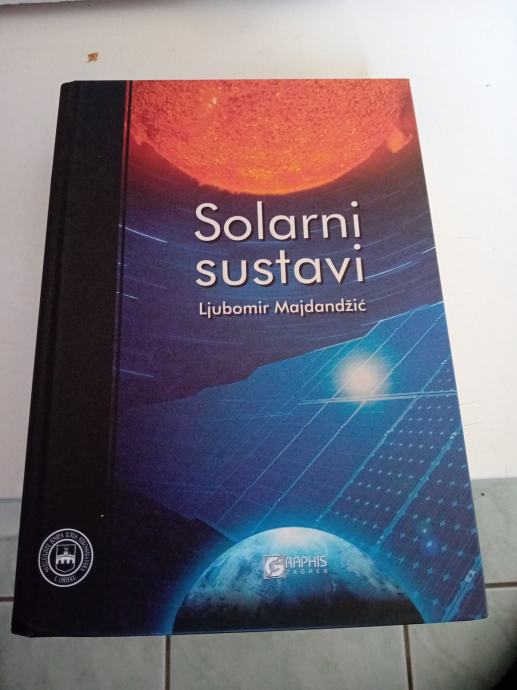 Solarni
sustavi
Ljubomir Majdandžić
GRAPHIS
ZAGREB